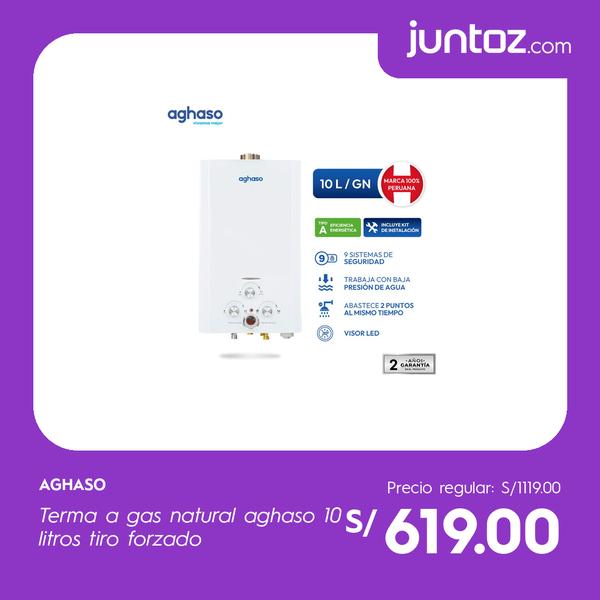 juntoz.com
aghaso
aghaso
10 L / GN
MARCA 100%
PERUANA
TIPO
A
EFICIENCIA
ENERGÉTICA
INCLUYE KIT
DE INSTALACIÓN
9
9 SISTEMAS DE
SEGURIDAD
TRABAJA CON BAJA
PRESIÓN DE AGUA
ABASTECE 2 PUNTOS
AL MISMO TIEMPO
VISOR LED
2
AÑOS
GARANTÍA
AGHASO
Precio regular: S/1119.00
Terma a gas natural aghaso 10
litros tiro forzado
S/ 619.00